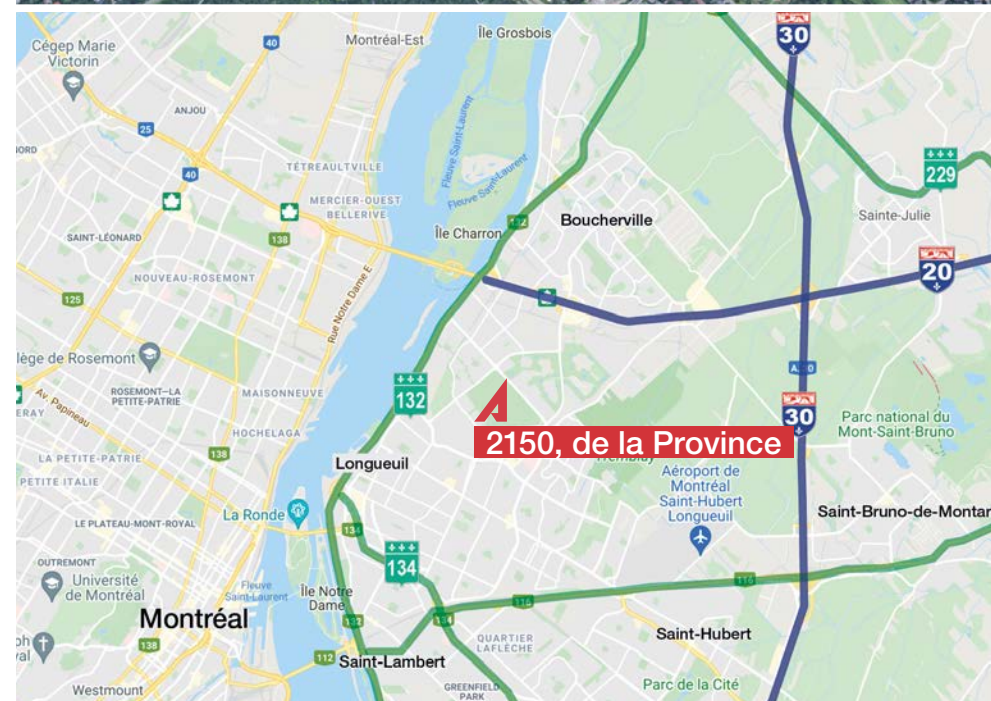 30
Cégep Marie
Victorin
40
Montréal-Est
Île Grosbois
ANJOU
25
40
TÉTREAULTVILLE
Fleuve Saint-Laurent
Fleuve Saint-Laurent
229
MERCIER-OUEST
BELLERIVE
132
Boucherville
Sainte-Julie
Île Charron
SAINT-LÉONARD
138
NOUVEAU-ROSEMONT
20
125
Rue Notre Dame E
lège de Rosemont
ROSEMONT–LA
PETITE-PATRIE
MAISONNEUVE
132
30
Parc national du
Mont-Saint-Bruno
Av. Papineau
ERAY
HOCHELAGA
2150, de la Province
138
LA PETITE-PATRIE
Longueuil
Aéroport de
Montréal
Saint-Hubert
Longueuil
PETITE ITALIE
La Ronde
Saint-Bruno-de-Montar
LE PLATEAU-MONT-ROYAL
134
134
OUTREMONT
Université
de Montréal
Fleuve
Saint-Laurent
Île Notre
Dame
116
116
Montréal
132
134
QUARTIER
LAFLÈCHE
Saint-Hubert
138
112
Saint-Lambert
Westmount
GREENFIELD
PARK
Parc de la Cité